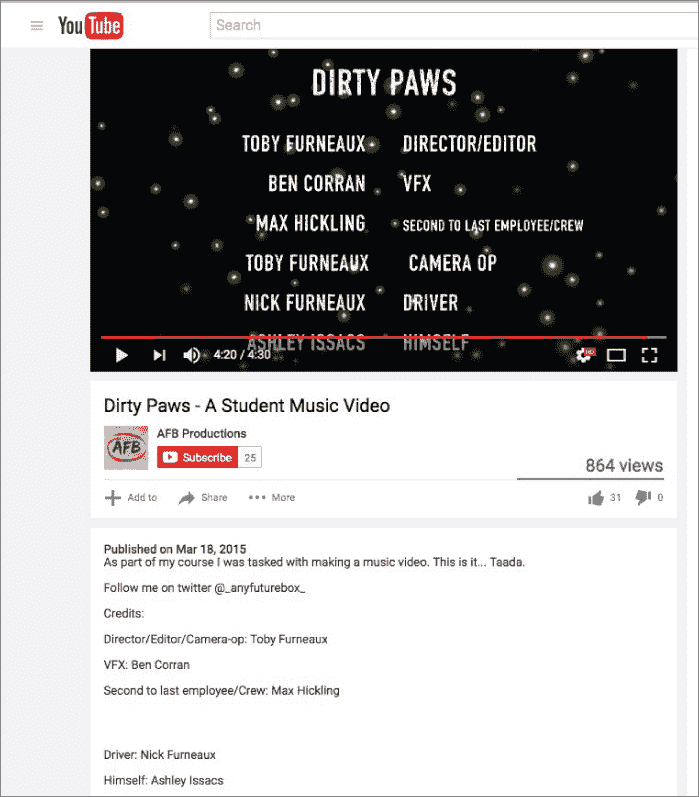 YouTube
Search
DIRTY PAWS
TOBY FURNEAUX DIRECTOR/EDITOR
BEN CORRAN VFX
MAX HICKLING SECOND TO LAST EMPLOYEE/CREW
TOBY FURNEAUX CAMERA OP
NICK FURNEAUX DRIVER
ASHLEY ISSACS HIMSELF
4:20 / 4:30 HD
Dirty Paws - A Student Music Video
AFB
AFB Productions
Subscribe 25
864 views
Add to Share More 31 0
Published on Mar 18, 2015
As part of my course I was tasked with making a music video. This is it... Taada.
Follow me on twitter @_anyfuturebox_
Credits:
Director/Editor/Camera-op: Toby Furneaux
VFX: Ben Corran
Second to last employee/Crew: Max Hickling
Driver: Nick Furneaux
Himself: Ashley Issacs